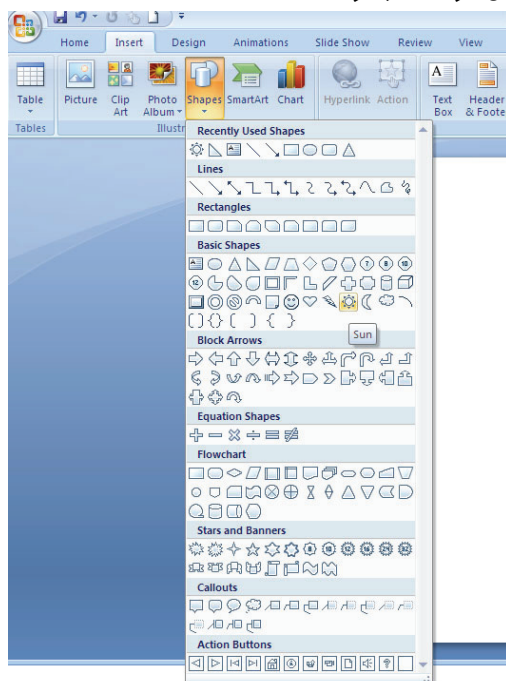 Home Insert Design Animations Slide Show Review View
Table Picture Clip Art Photo Album Shapes SmartArt Chart Hyperlink Action Text Box Header & Foote
Tables Illustr
Recently Used Shapes
Lines
Rectangles
Basic Shapes
Sun
Block Arrows
Equation Shapes
Flowchart
Stars and Banners
Callouts
Action Buttons